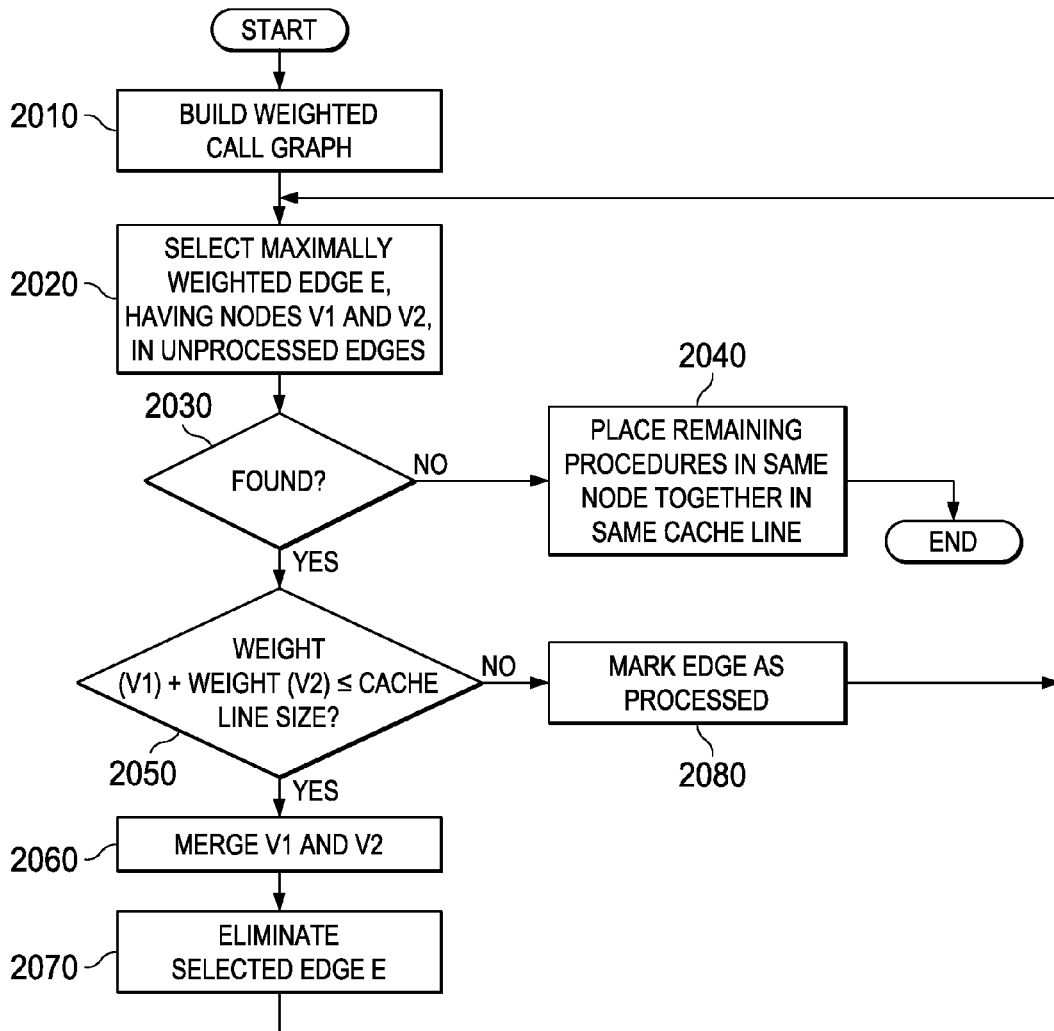 START
2010
BUILD WEIGHTED
CALL GRAPH
2020
SELECT MAXIMALLY
WEIGHTED EDGE E,
HAVING NODES V1 AND V2,
IN UNPROCESSED EDGES
2030
FOUND?
NO
YES
2040
PLACE REMAINING
PROCEDURES IN SAME
NODE TOGETHER IN
SAME CACHE LINE
END
WEIGHT
(V1) + WEIGHT (V2) ≤ CACHE
LINE SIZE?
2050
NO
YES
MARK EDGE AS
PROCESSED
2080
2060
MERGE V1 AND V2
2070
ELIMINATE
SELECTED EDGE E